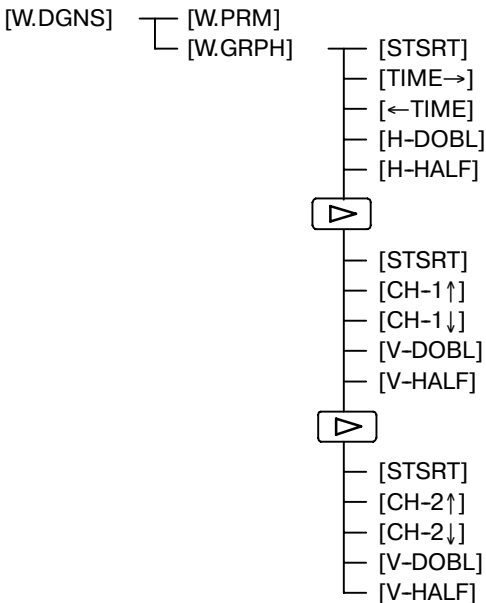 [W.DGNS] [W.PRM]
[W.GRPH] [STSRT]
[TIME→]
[←TIME]
[H-DOBL]
[H-HALF]
[STSRT]
[CH-1↑]
[CH-1↓]
[V-DOBL]
[V-HALF]
[STSRT]
[CH-2↑]
[CH-2↓]
[V-DOBL]
[V-HALF]